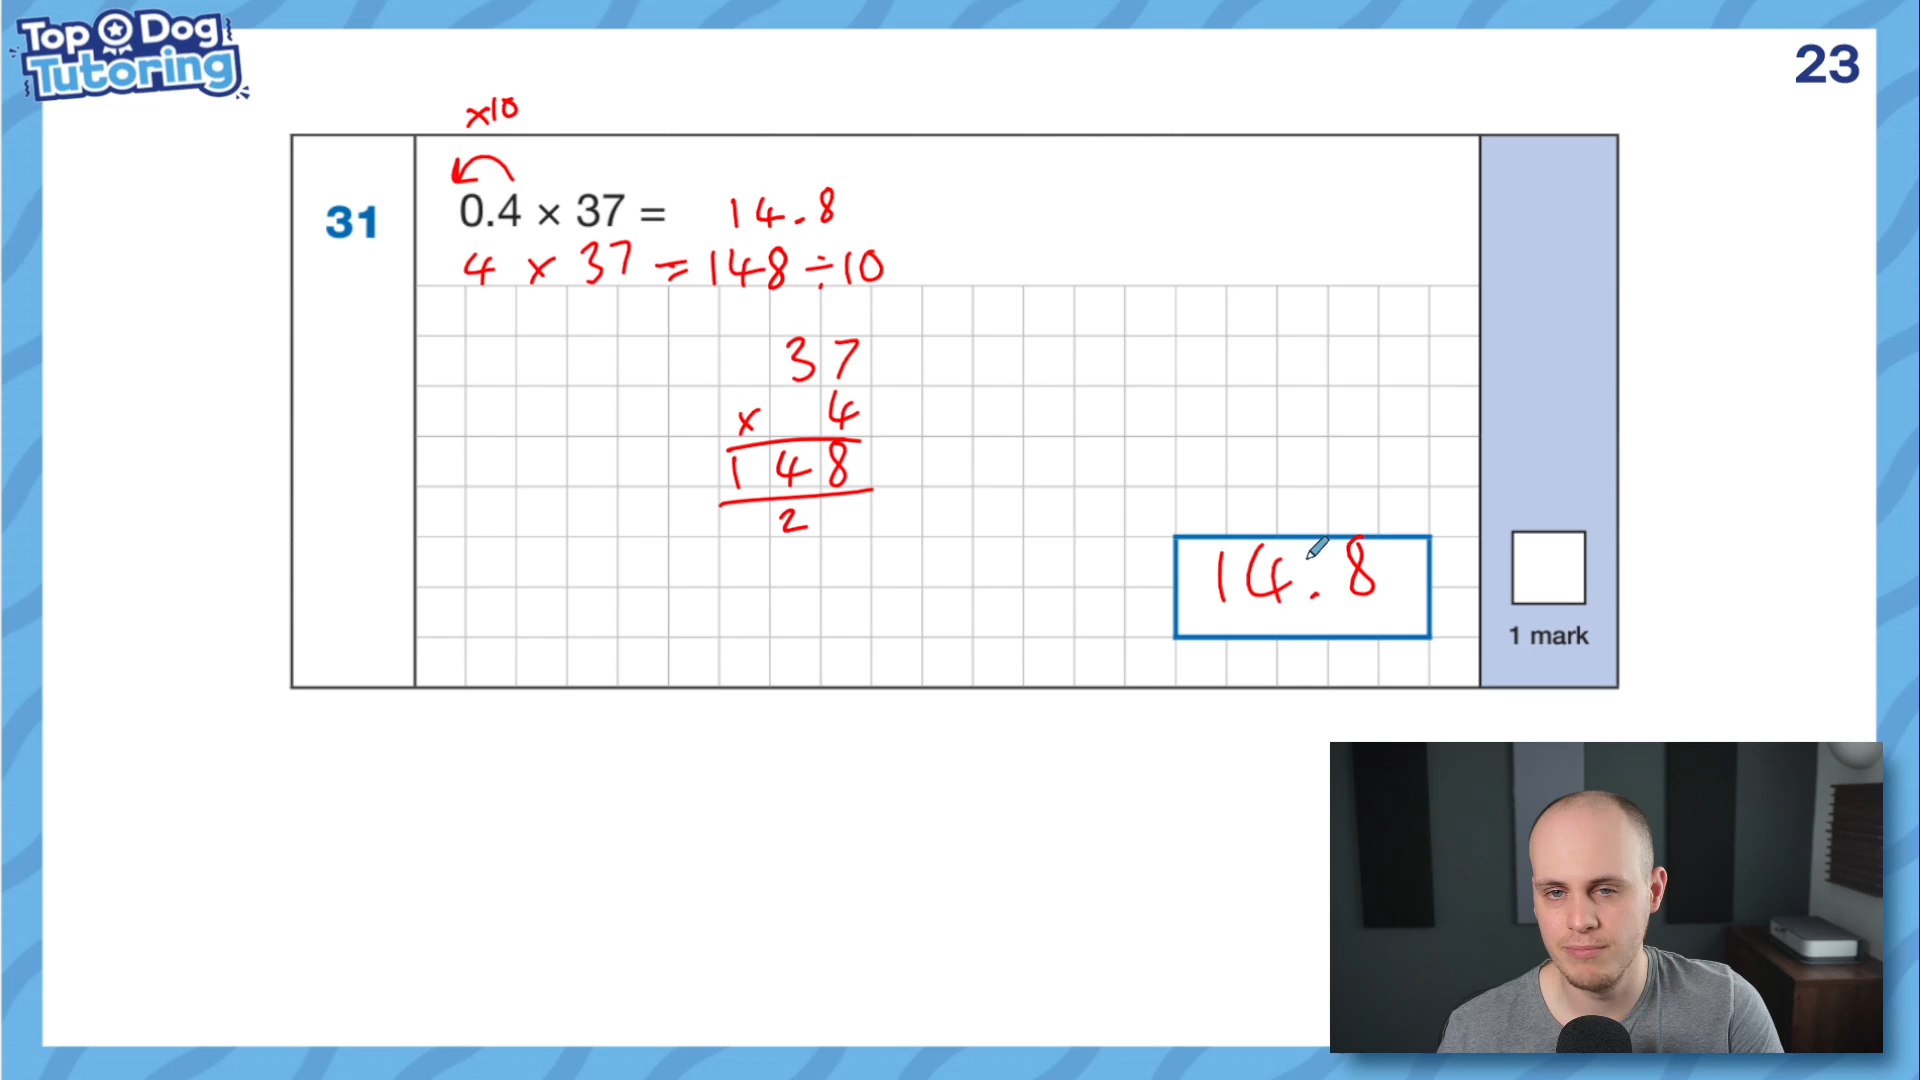 Top Dog
Tutoring
23
x10
31
0.4 × 37 = 14.8
4 x 37 = 148 ÷ 10
37
x 4
148
2
14.8
1 mark